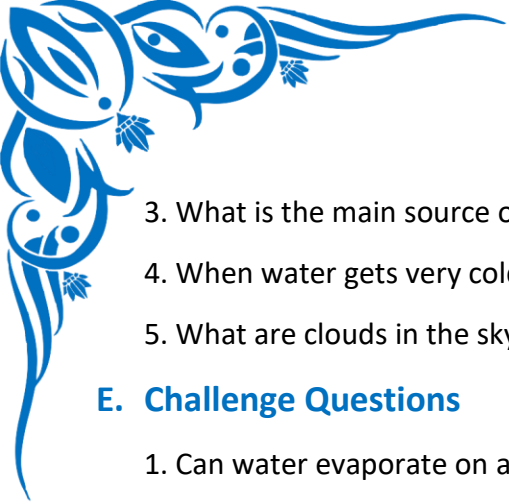 3. What is the main source
4. When water gets very
5. What are clouds in the
E. Challenge Questions
1. Can water evaporate on